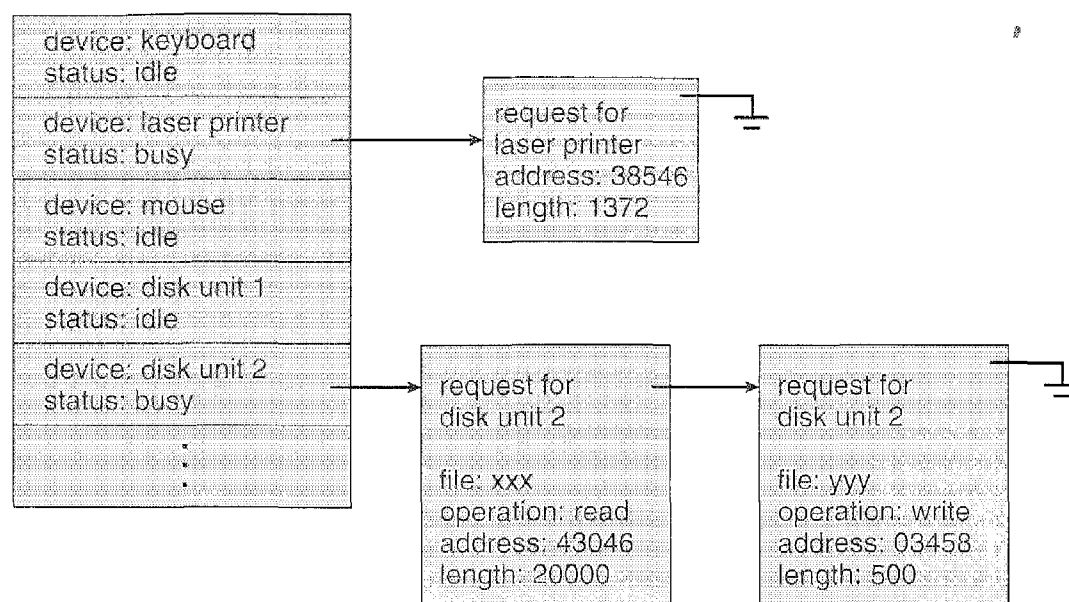 device: keyboard
status: idle
device: laser printer
status: busy
device: mouse
status: idle
device: disk unit 1
status: idle
device: disk unit 2
status: busy
request for
laser printer
address: 38546
length: 1372
request for
disk unit 2
file: xxx
operation: read
address: 43046
length: 20000
request for
disk unit 2
file: yyy
operation: write
address: 03458
length: 500